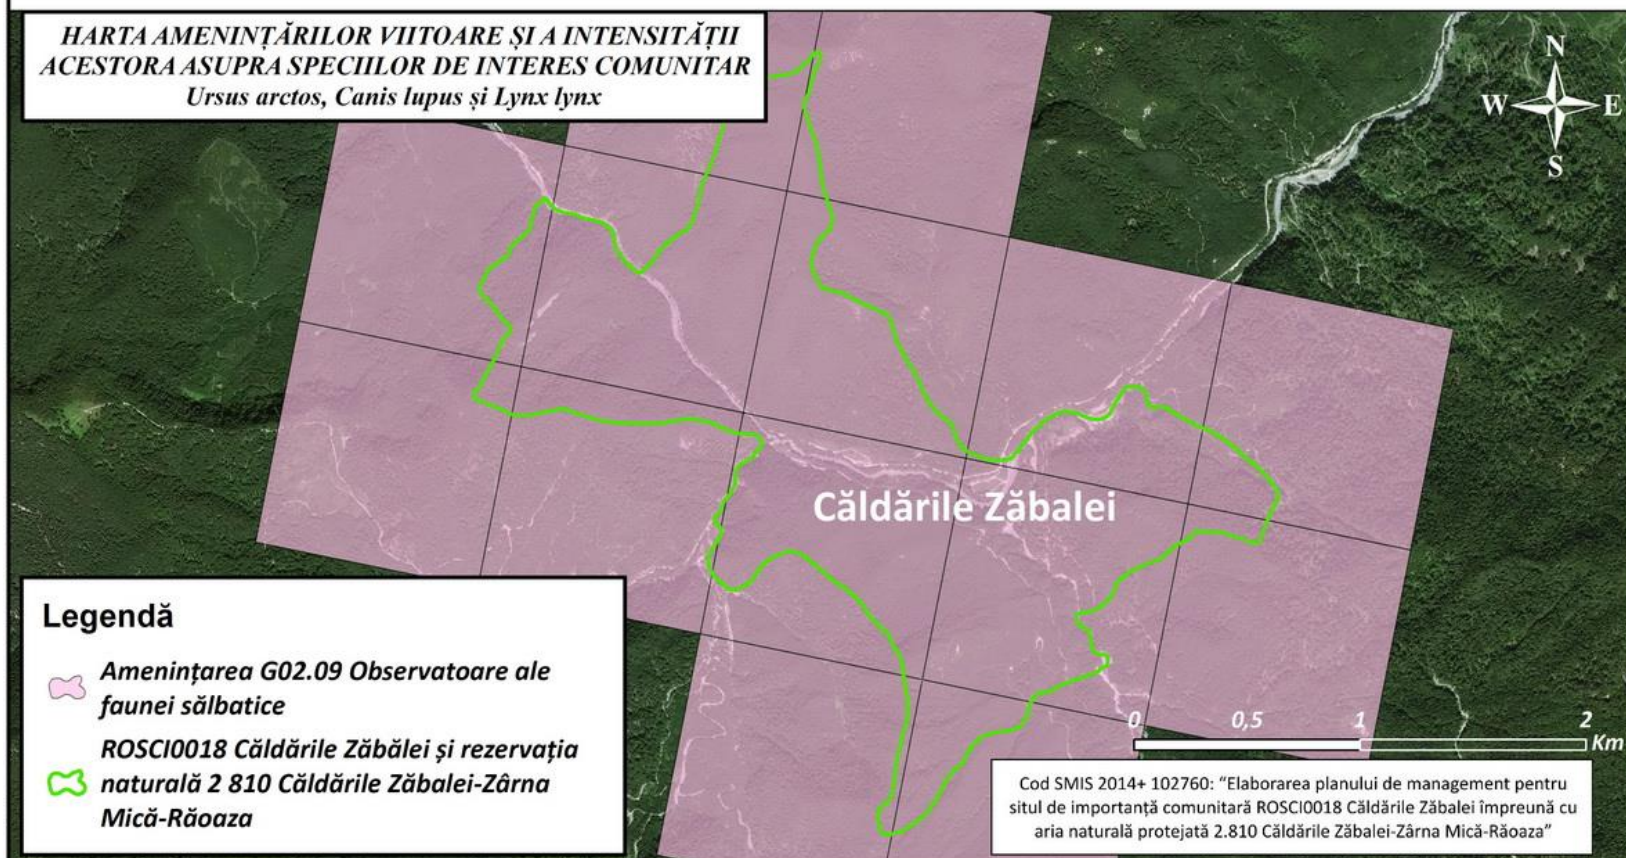 HARTA AMENINȚĂRILOR VIITOARE ȘI A INTENSITĂȚII
ACESTORA ASUPRA SPECIILOR DE INTERES COMUNITAR
Ursus arctos, Canis lupus și Lynx lynx
N
W E
S
Căldările Zăbalei
Legendă
Amenințarea G02.09 Observatoare ale
faunei sălbatice
ROSCI0018 Căldările Zăbălei și rezervația
naturală 2 810 Căldările Zăbalei-Zârna
Mică-Răoaza
0 0,5 1 2
Km
Cod SMIS 2014+ 102760: “Elaborarea planului de management pentru
situl de importanță comunitară ROSCI0018 Căldările Zăbalei împreună cu
aria naturală protejată 2.810 Căldările Zăbalei-Zârna Mică-Răoaza”